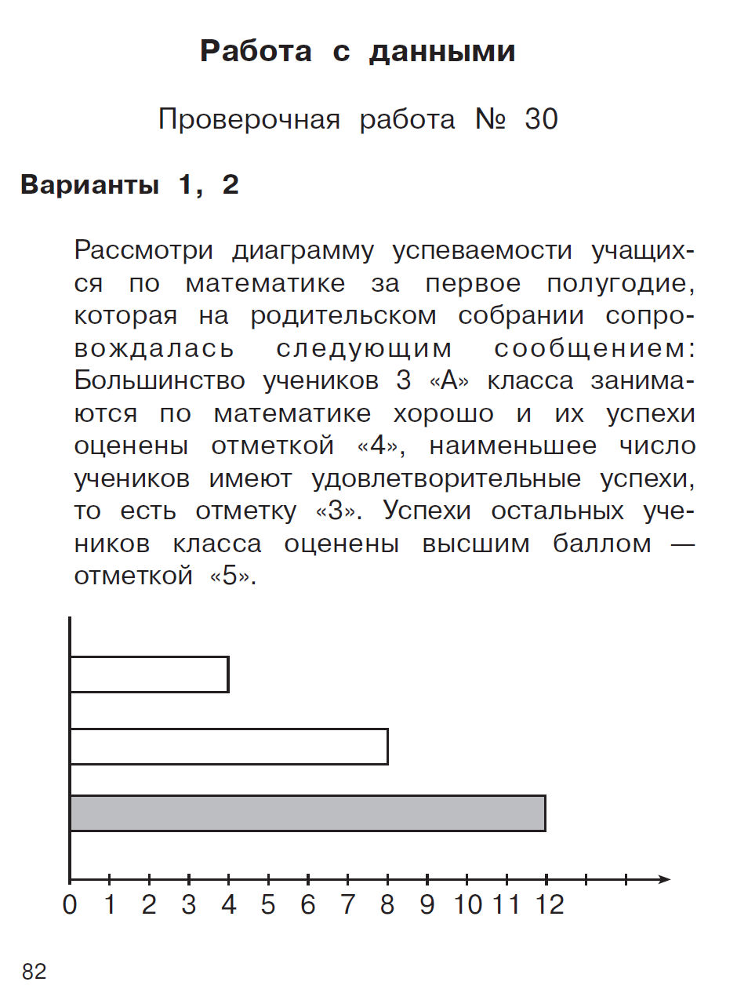 Работа с данными
Проверочная работа № 30
Варианты 1, 2
Рассмотри диаграмму успеваемости учащих-
ся по математике за первое полугодие,
которая на родительском собрании сопро-
вождалась следующим сообщением:
Большинство учеников 3 «А» класса занима-
ются по математике хорошо и их успехи
оценены отметкой «4», наименьшее число
учеников имеют удовлетворительные успехи,
то есть отметку «3». Успехи остальных уче-
ников класса оценены высшим баллом —
отметкой «5».
0 1 2 3 4 5 6 7 8 9 10 11 12
82